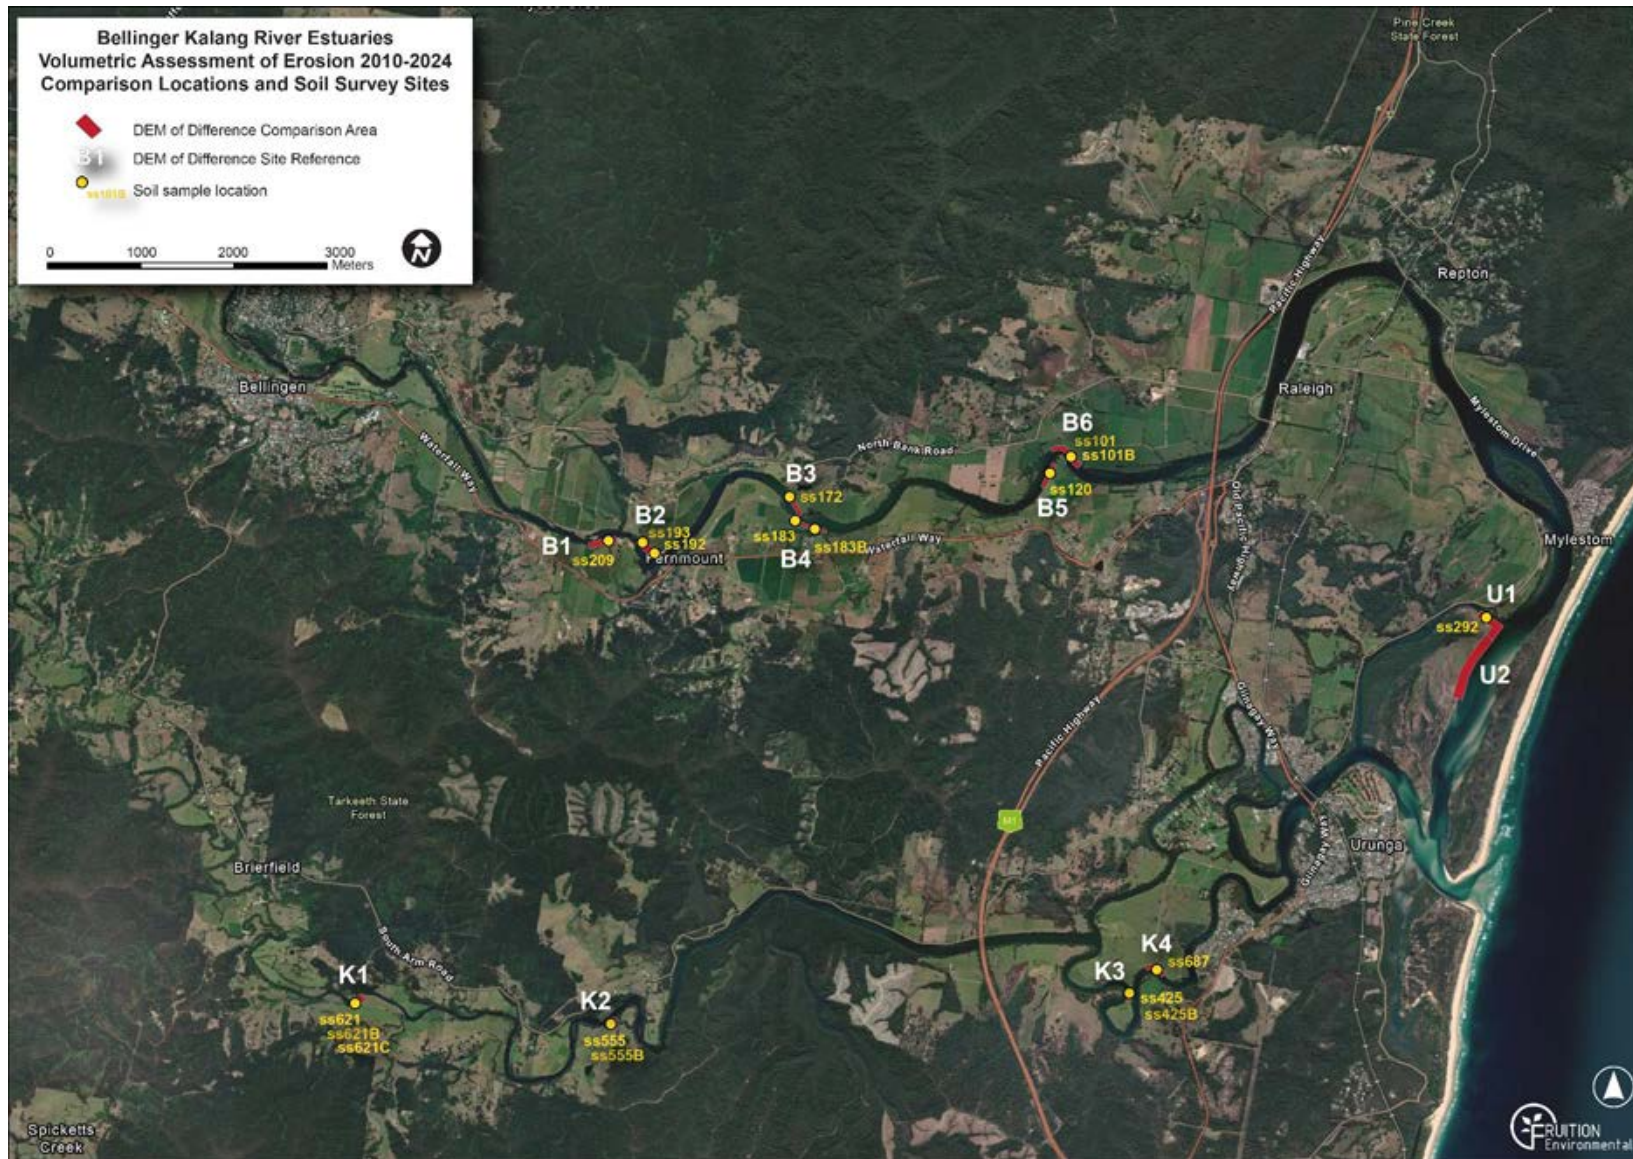 Bellinger Kalang River Estuaries
Volumetric Assessment of Erosion 2010-2024
Comparison Locations and Soil Survey Sites
DEM of Difference Comparison Area
B1
DEM of Difference Site Reference
ss101B
Soil sample location
0 1000 2000 3000
Meters
N
Pine Creek
State Forest
Pacific Highway
Repton
Bellingen
Raleigh
Mylestom Drive
Waterfall Way
North Bank Road
B6
ss101
ss101B
B3
ss172
ss120
B5
B2
ss193
ss192
B1
ss209
Fernmount
ss183
ss183B
B4
Waterfall Way
Old Pacific Highway
Mylestom
U1
ss292
U2
Giinagay Way
Pacific Highway
M1
Tarkeeth State
Forest
Brierfield
Urunga
Giinagay Way
South Arm Road
K4
ss687
K3
ss425
ss425B
K1
ss621
ss621B
ss621C
K2
ss555
ss555B
Spicketts
Creek
FRUITION
Environmental